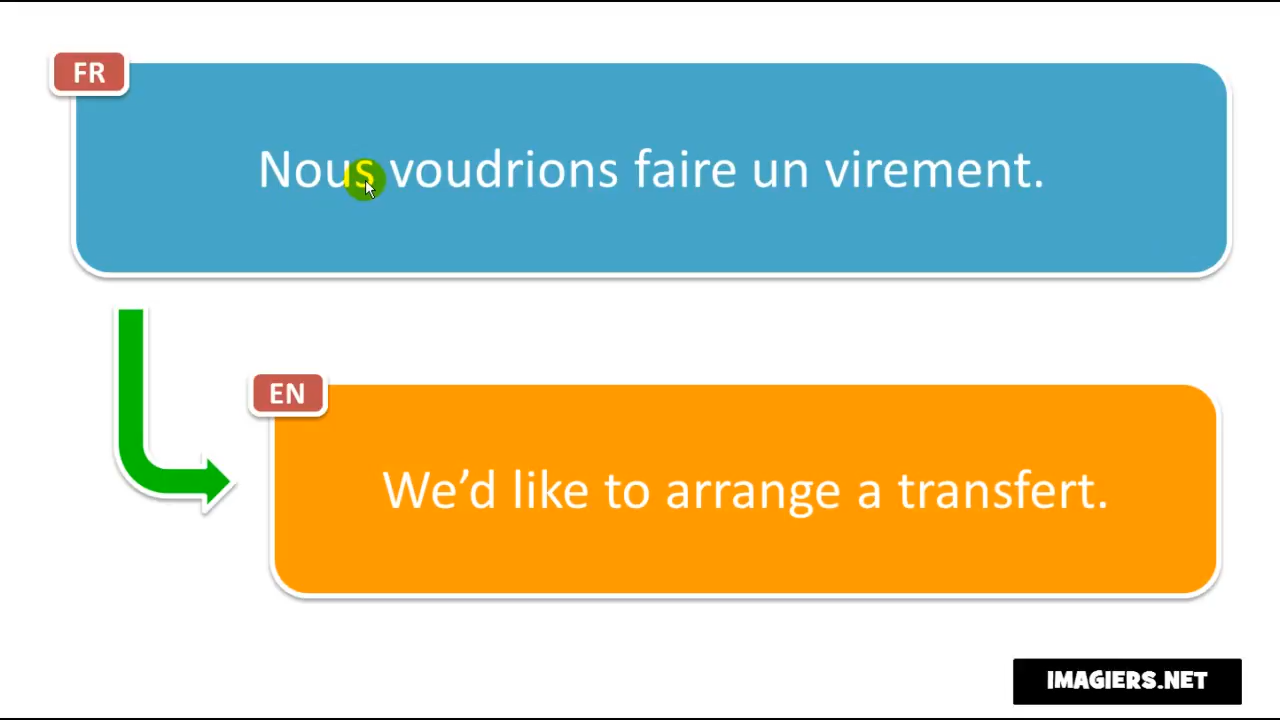 FR
Nous voudrions faire un virement.
EN
We’d like to arrange a transfert.
IMAGIERS.NET